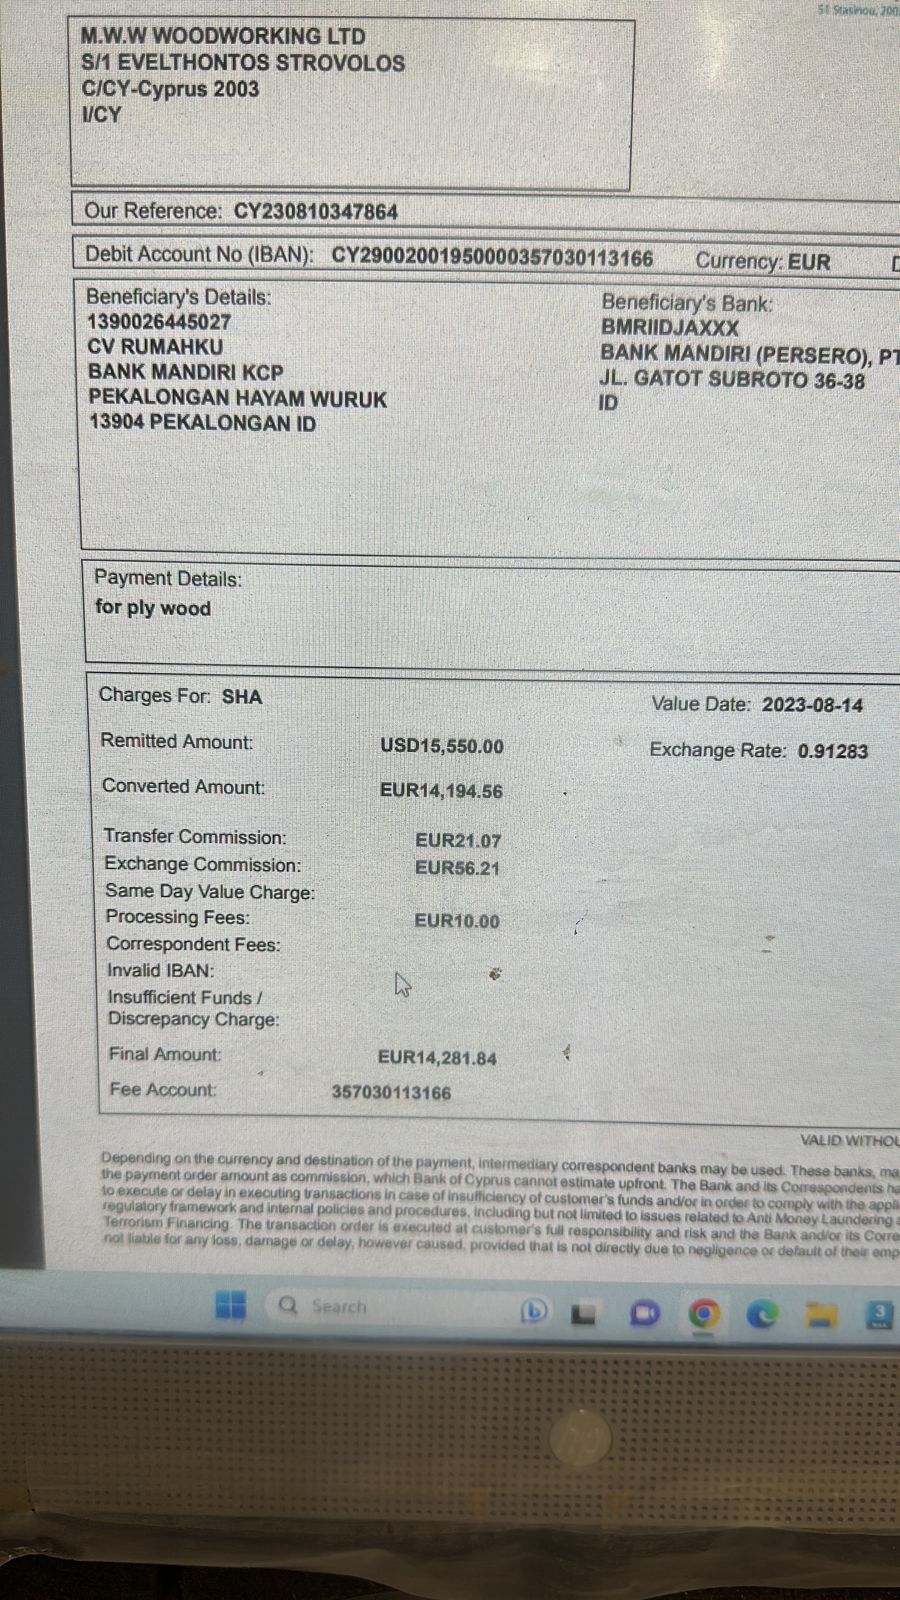 51 Stasinou, 200
M.W.W WOODWORKING LTD
S/1 EVELTHONTOS STROVOLOS
C/CY-Cyprus 2003
I/CY
Our Reference: CY230810347864
Debit Account No (IBAN): CY29002001950000357030113166 Currency: EUR
Beneficiary's Details:
1390026445027
CV RUMAHKU
BANK MANDIRI KCP
PEKALONGAN HAYAM WURUK
13904 PEKALONGAN ID
Beneficiary's Bank:
BMRIIDJAXXX
BANK MANDIRI (PERSERO), PT
JL. GATOT SUBROTO 36-38
ID
Payment Details:
for ply wood
Charges For: SHA Value Date: 2023-08-14
Remitted Amount: USD15,550.00 Exchange Rate: 0.91283
Converted Amount: EUR14,194.56
Transfer Commission: EUR21.07
Exchange Commission: EUR56.21
Same Day Value Charge:
Processing Fees: EUR10.00
Correspondent Fees:
Invalid IBAN:
Insufficient Funds /
Discrepancy Charge:
Final Amount: EUR14,281.84
Fee Account: 357030113166
VALID WITHOU
Depending on the currency and destination of the payment, intermediary correspondent banks may be used. These banks, ma
the payment order amount as commission, which Bank of Cyprus cannot estimate upfront. The Bank and its Correspondents ha
to execute or delay in executing transactions in case of insufficiency of customer's funds and/or in order to comply with the appli
regulatory framework and internal policies and procedures, including but not limited to issues related to Anti Money Laundering a
Terrorism Financing. The transaction order is executed at customer's full responsibility and risk and the Bank and/or its Corre
not liable for any loss, damage or delay, however caused, provided that is not directly due to negligence or default of their emp
Search
3
hp